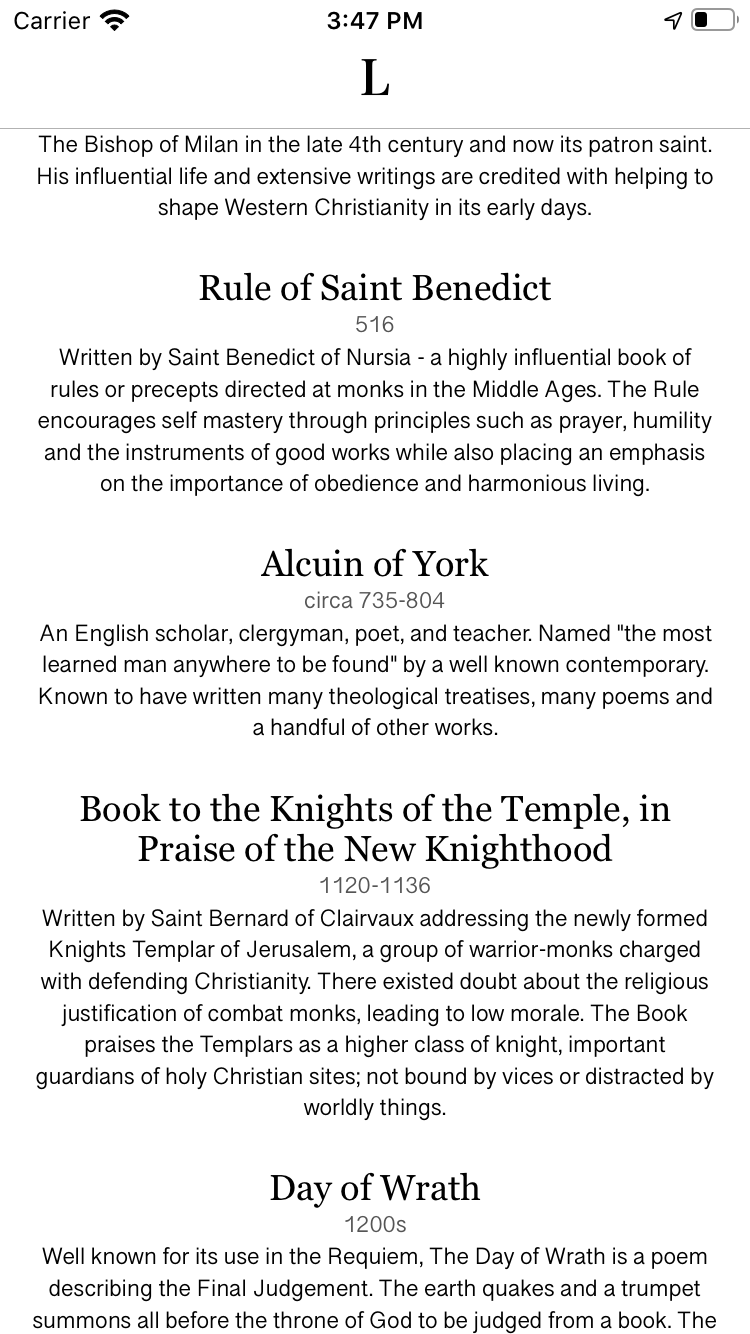 Carrier
3:47 PM
L
The Bishop of Milan in the late 4th century and now its patron saint.
His influential life and extensive writings are credited with helping to
shape Western Christianity in its early days.
Rule of Saint Benedict
516
Written by Saint Benedict of Nursia - a highly influential book of
rules or precepts directed at monks in the Middle Ages. The Rule
encourages self mastery through principles such as prayer, humility
and the instruments of good works while also placing an emphasis
on the importance of obedience and harmonious living.
Alcuin of York
circa 735-804
An English scholar, clergyman, poet, and teacher. Named "the most
learned man anywhere to be found" by a well known contemporary.
Known to have written many theological treatises, many poems and
a handful of other works.
Book to the Knights of the Temple, in
Praise of the New Knighthood
1120-1136
Written by Saint Bernard of Clairvaux addressing the newly formed
Knights Templar of Jerusalem, a group of warrior-monks charged
with defending Christianity. There existed doubt about the religious
justification of combat monks, leading to low morale. The Book
praises the Templars as a higher class of knight, important
guardians of holy Christian sites; not bound by vices or distracted by
worldly things.
Day of Wrath
1200s
Well known for its use in the Requiem, The Day of Wrath is a poem
describing the Final Judgement. The earth quakes and a trumpet
summons all before the throne of God to be judged from a book. The